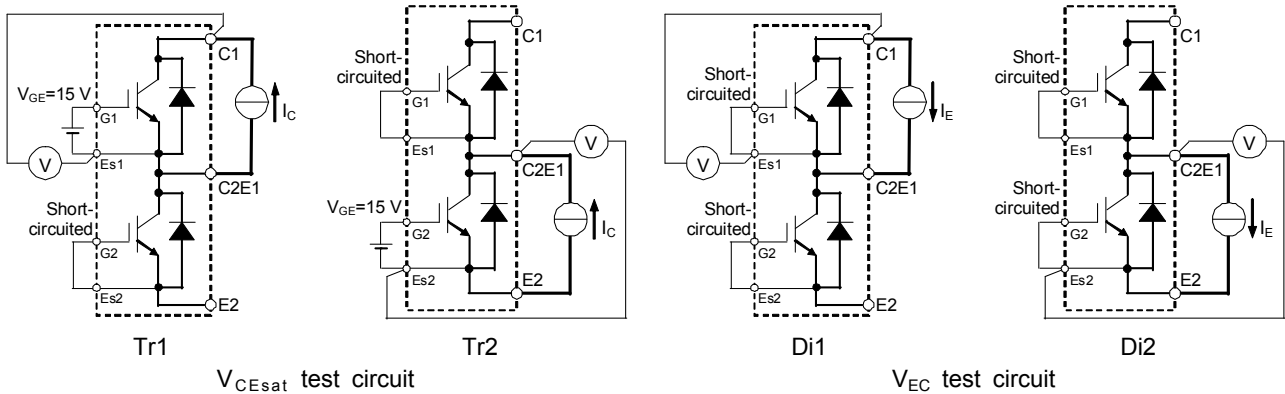 C1
V_GE=15 V
G1
I_C
V
Es1
C2E1
Short-
circuited
G2
Es2
E2
Tr1
C1
Short-
circuited
G1
Es1
V
C2E1
V_GE=15 V
G2
I_C
Es2
E2
Tr2
V_CEsat test circuit
C1
Short-
circuited
G1
I_E
V
Es1
C2E1
Short-
circuited
G2
Es2
E2
Di1
C1
Short-
circuited
G1
Es1
V
C2E1
Short-
circuited
G2
I_E
Es2
E2
Di2
V_EC test circuit